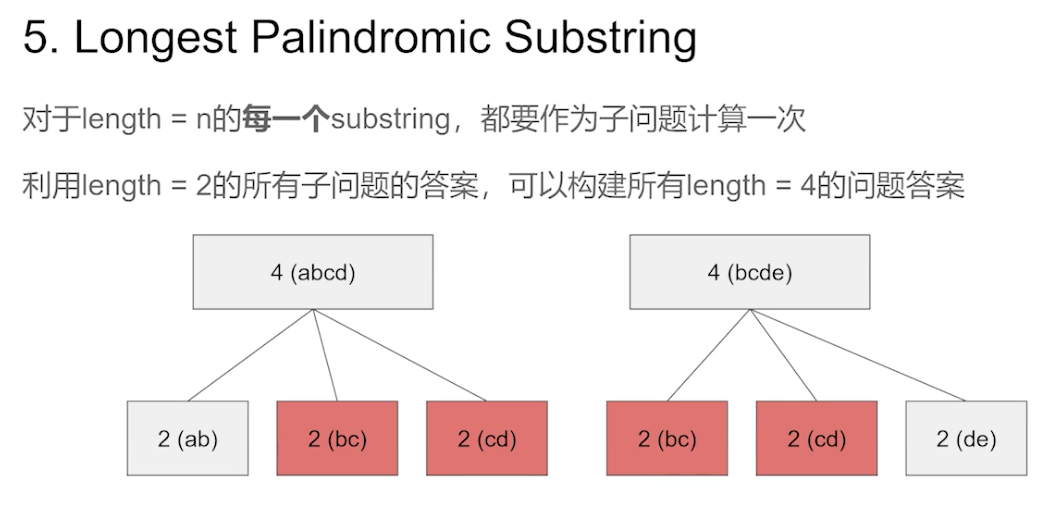 5. Longest Palindromic Substring
对于length = n的每一个substring，都要作为子问题计算一次
利用length = 2的所有子问题的答案，可以构建所有length = 4的问题答案
4 (abcd)
4 (bcde)
2 (ab)
2 (bc)
2 (cd)
2 (bc)
2 (cd)
2 (de)